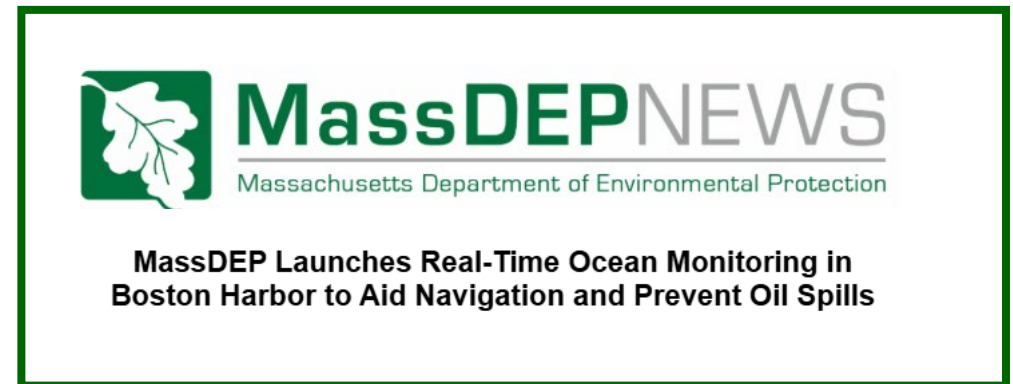 MassDEPNEWS
Massachusetts Department of Environmental Protection
MassDEP Launches Real-Time Ocean Monitoring in
Boston Harbor to Aid Navigation and Prevent Oil Spills